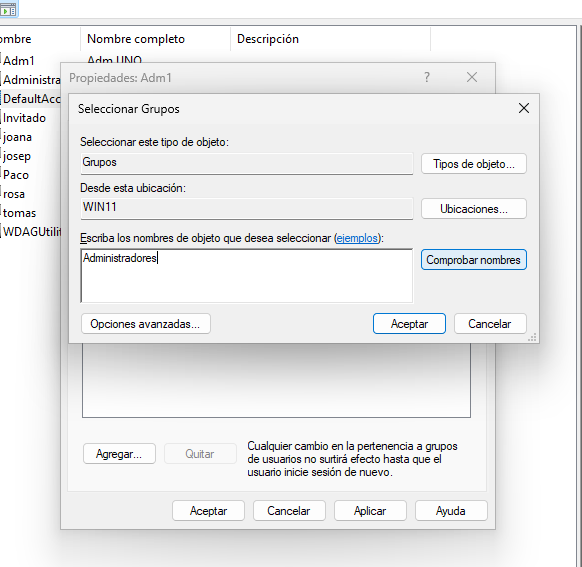 ombre Nombre completo Descripción
Adm1 Adm UNO
Propiedades: Adm1 ?
Administra
DefaultAcc
Invitado
joana
josep
Paco
rosa
tomas
WDAGUtilit
Seleccionar Grupos
Seleccionar este tipo de objeto:
Grupos Tipos de objeto...
Desde esta ubicación:
WIN11 Ubicaciones...
Escriba los nombres de objeto que desea seleccionar (ejemplos):
Administradores Comprobar nombres
Opciones avanzadas... Aceptar Cancelar
Agregar... Quitar
Cualquier cambio en la pertenencia a grupos
de usuarios no surtirá efecto hasta que el
usuario inicie sesión de nuevo.
Aceptar Cancelar Aplicar Ayuda